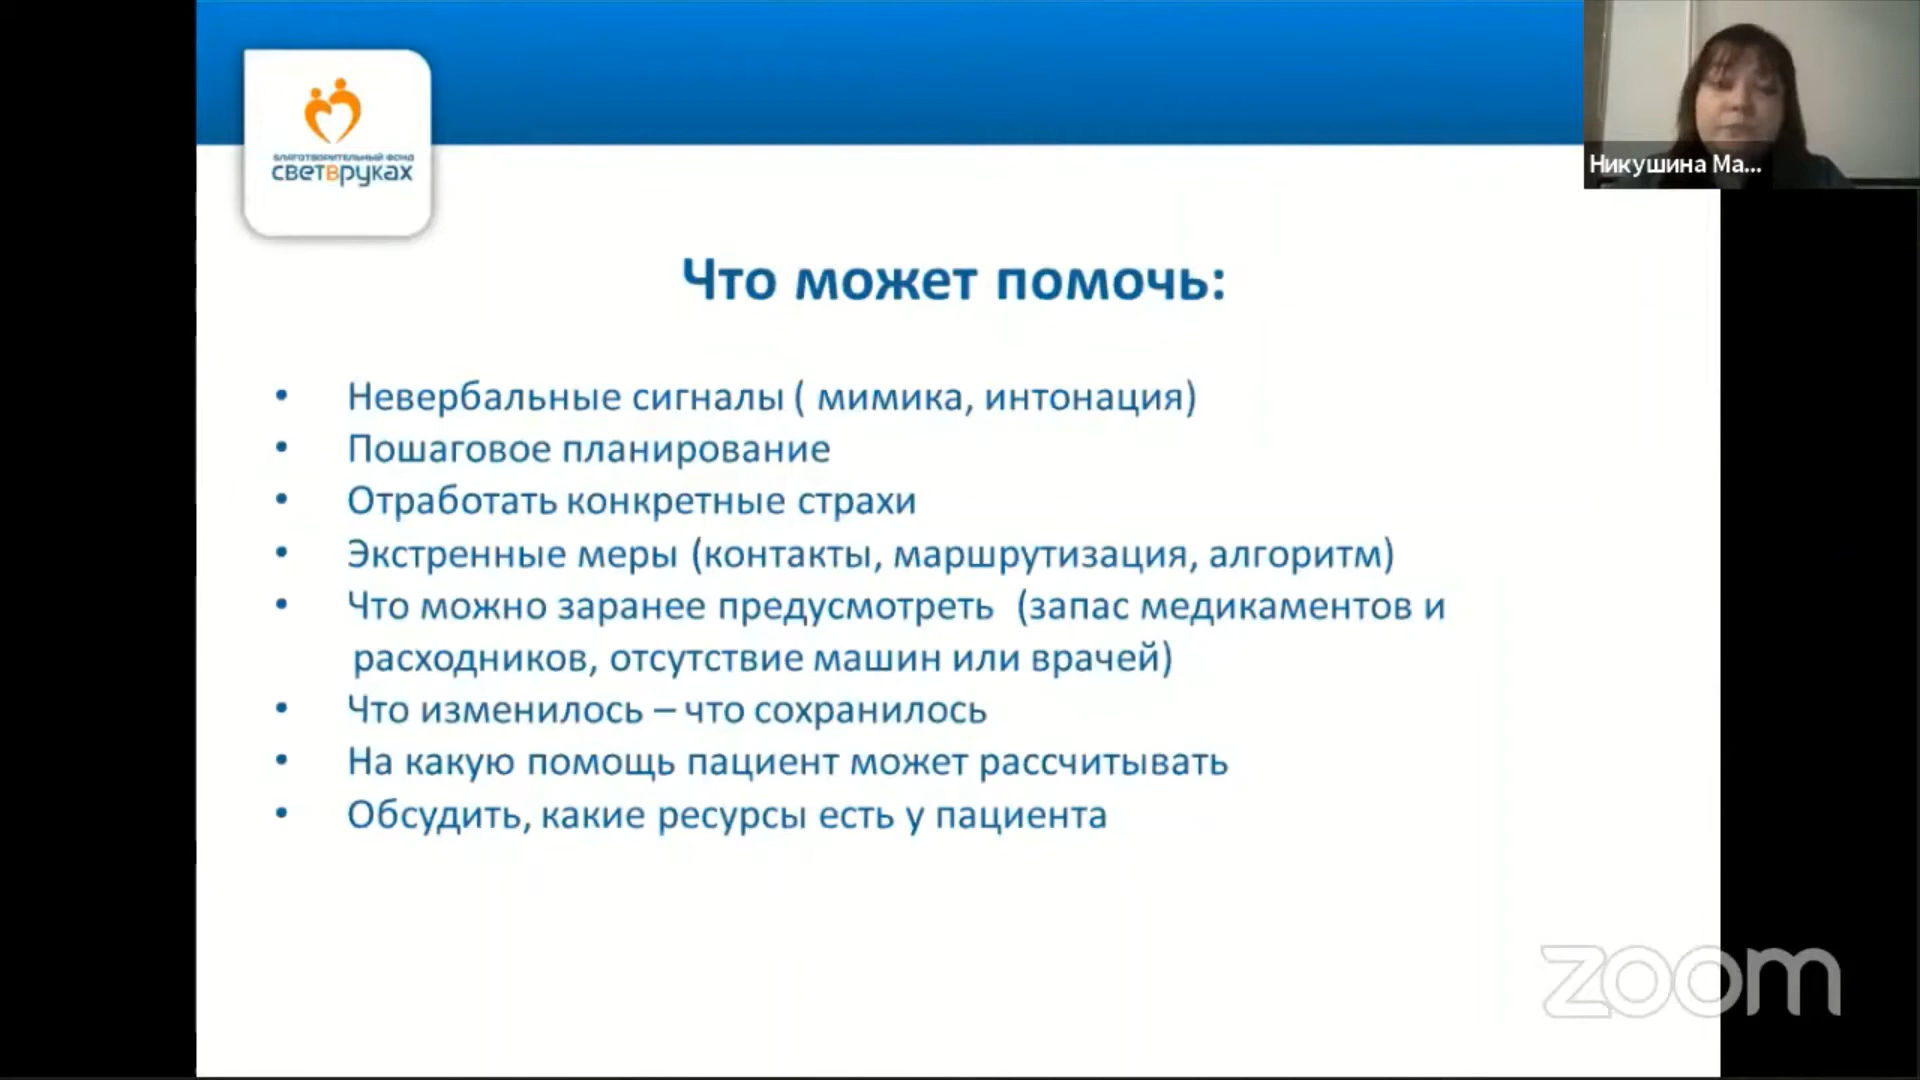 БЛАГОТВОРИТЕЛЬНЫЙ ФОНД
светвруках
Никушина Ма...
Что может помочь:
• Невербальные сигналы ( мимика, интонация)
• Пошаговое планирование
• Отработать конкретные страхи
• Экстренные меры (контакты, маршрутизация, алгоритм)
• Что можно заранее предусмотреть (запас медикаментов и
расходников, отсутствие машин или врачей)
• Что изменилось – что сохранилось
• На какую помощь пациент может рассчитывать
• Обсудить, какие ресурсы есть у пациента
zoom